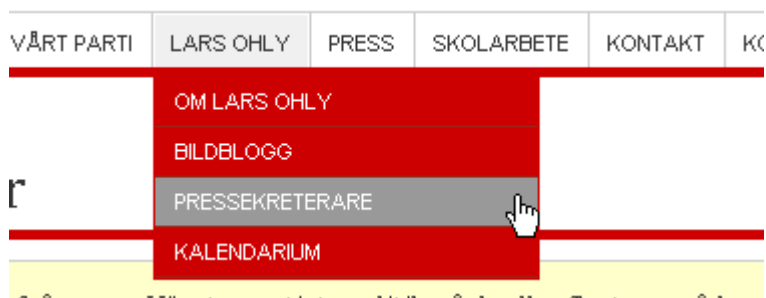 VÅRT PARTI LARS OHLY PRESS SKOLARBETE KONTAKT
OM LARS OHLY
BILDBLOGG
PRESSEKRETERARE
KALENDARIUM